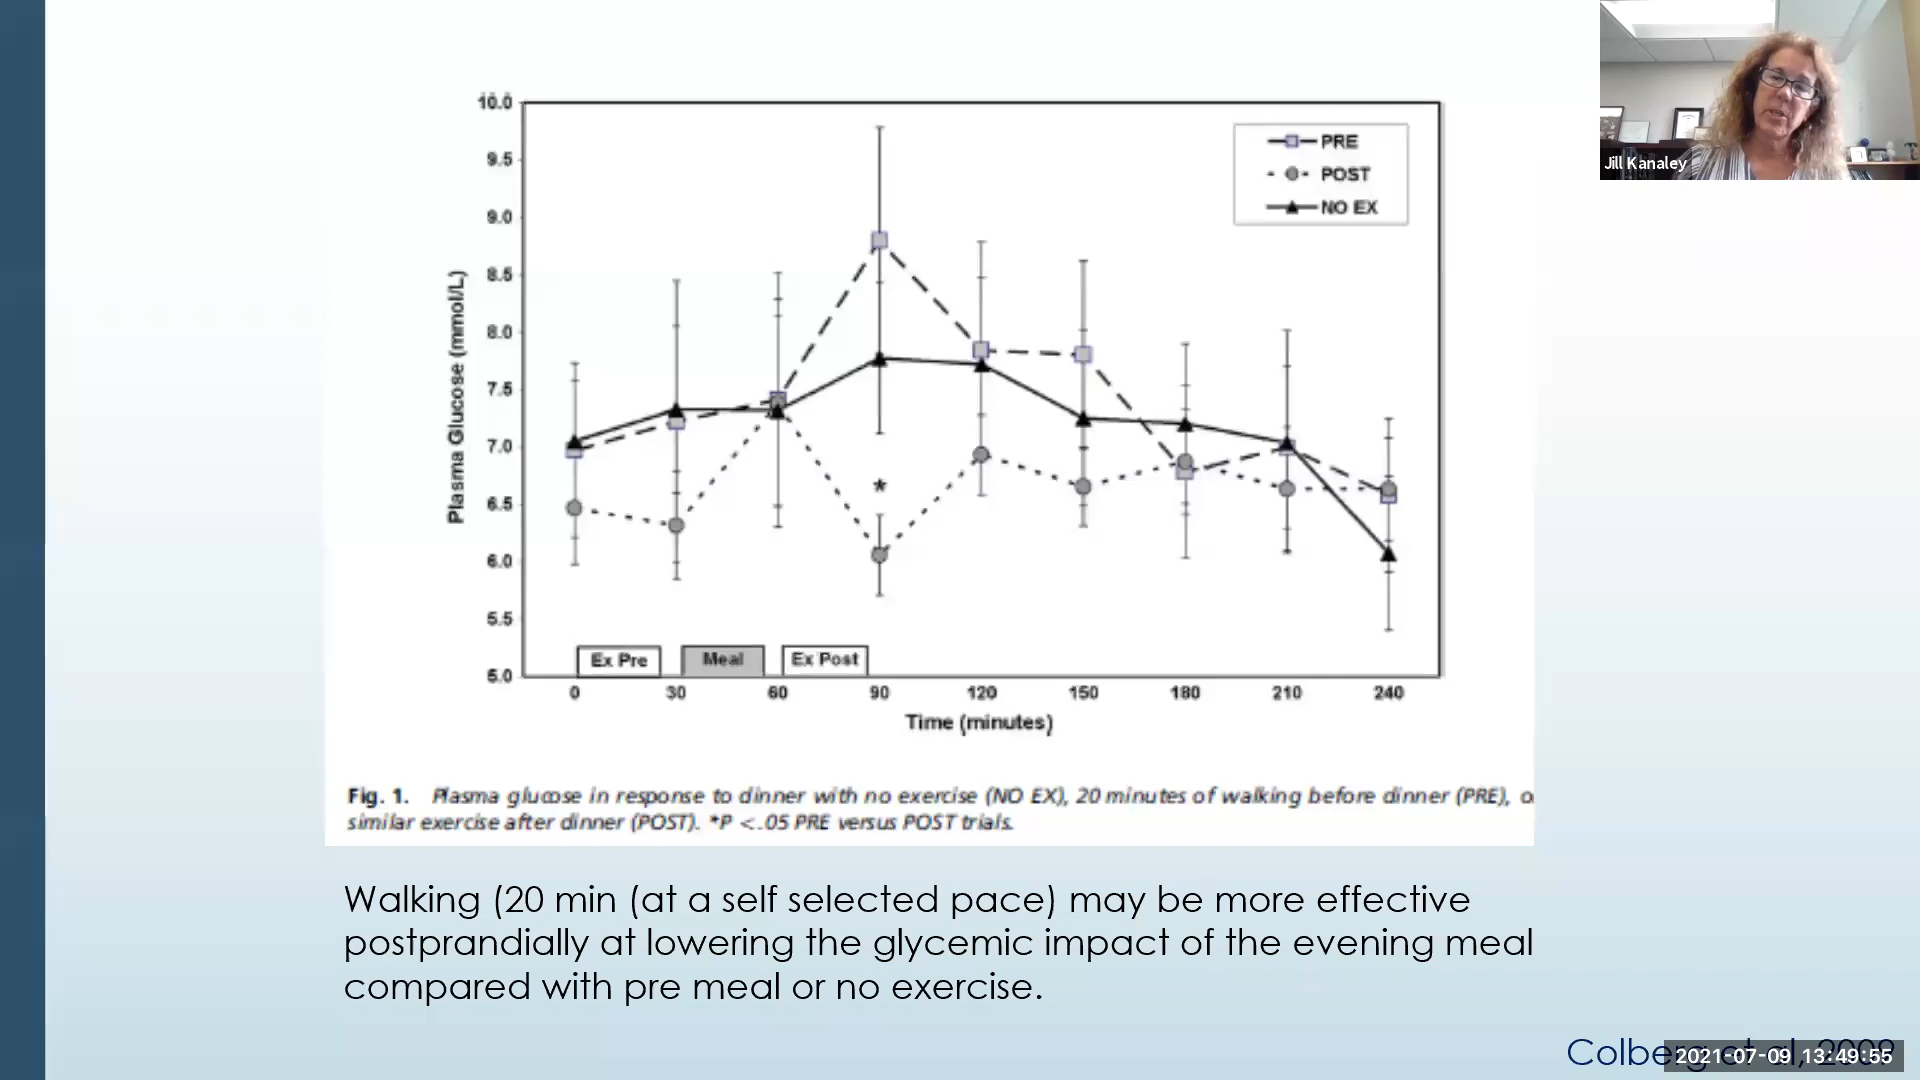 10.0
9.5
9.0
8.5
8.0
7.5
7.0
6.5
6.0
5.5
5.0
Plasma Glucose (mmol/L)
PRE
POST
NO EX
*
Ex Pre
Meal
Ex Post
0 30 60 90 120 150 180 210 240
Time (minutes)
Fig. 1. Plasma glucose in response to dinner with no exercise (NO EX), 20 minutes of walking before dinner (PRE), o
similar exercise after dinner (POST). *P < .05 PRE versus POST trials.
Walking (20 min (at a self selected pace) may be more effective
postprandially at lowering the glycemic impact of the evening meal
compared with pre meal or no exercise.
Jill Kanaley
Colberg et al, 2009
2021-07-09 13:49:55